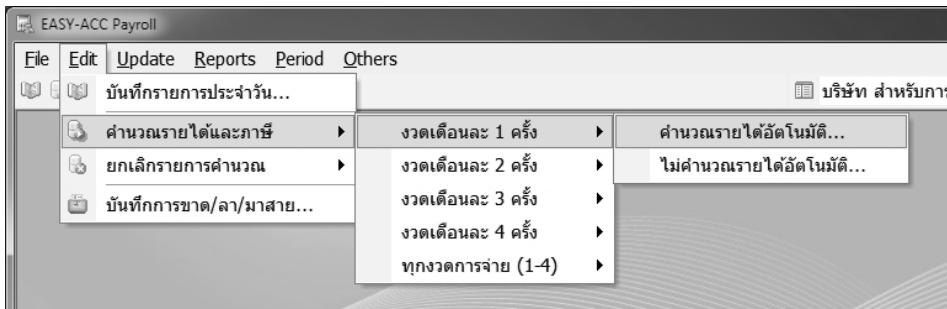 EASY-ACC Payroll
File Edit Update Reports Period Others
บริษัท สำหรับการ
บันทึกรายการประจำวัน...
คำนวณรายได้และภาษี
ยกเลิกรายการคำนวณ
บันทึกการขาด/ลา/มาสาย...
งวดเดือนละ 1 ครั้ง
งวดเดือนละ 2 ครั้ง
งวดเดือนละ 3 ครั้ง
งวดเดือนละ 4 ครั้ง
ทุกงวดการจ่าย (1-4)
คำนวณรายได้อัตโนมัติ...
ไม่คำนวณรายได้อัตโนมัติ...